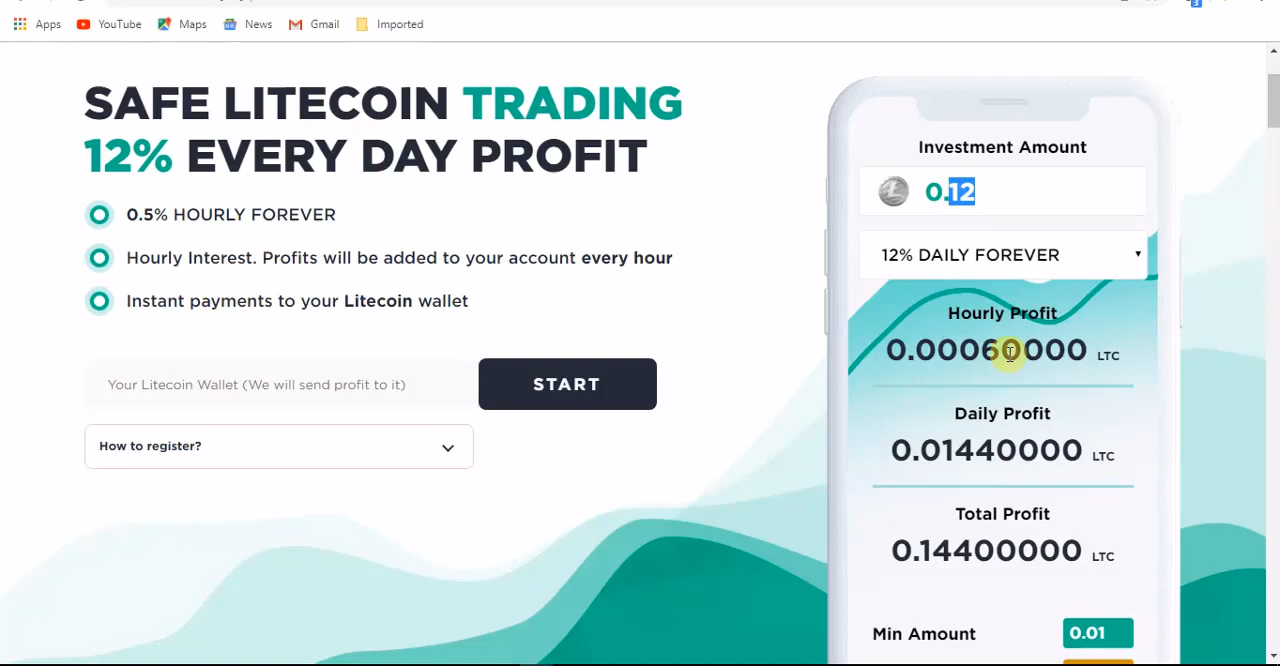 Apps YouTube Maps News Gmail Imported
SAFE LITECOIN TRADING
12% EVERY DAY PROFIT
0.5% HOURLY FOREVER
Hourly Interest. Profits will be added to your account every hour
Instant payments to your Litecoin wallet
Your Litecoin Wallet (We will send profit to it)
START
How to register?
Investment Amount
0.12
12% DAILY FOREVER
Hourly Profit
0.00060000 LTC
Daily Profit
0.01440000 LTC
Total Profit
0.14400000 LTC
Min Amount 0.01